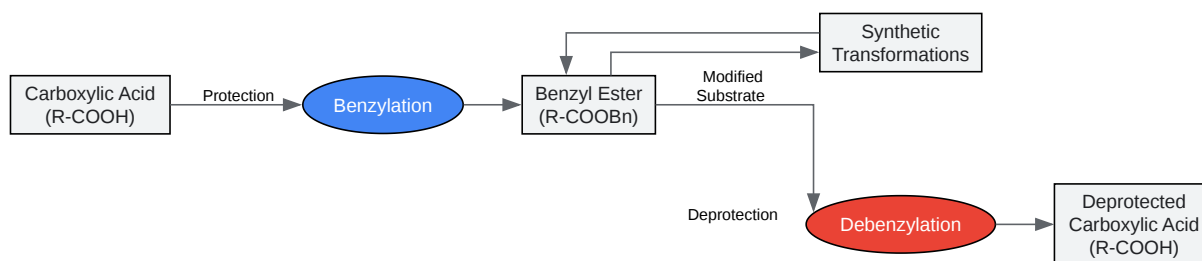 Carboxylic Acid
(R-COOH)
Protection
Benzylation
Benzyl Ester
(R-COOBn)
Synthetic
Transformations
Modified
Substrate
Deprotection
Debenzylation
Deprotected
Carboxylic Acid
(R-COOH)